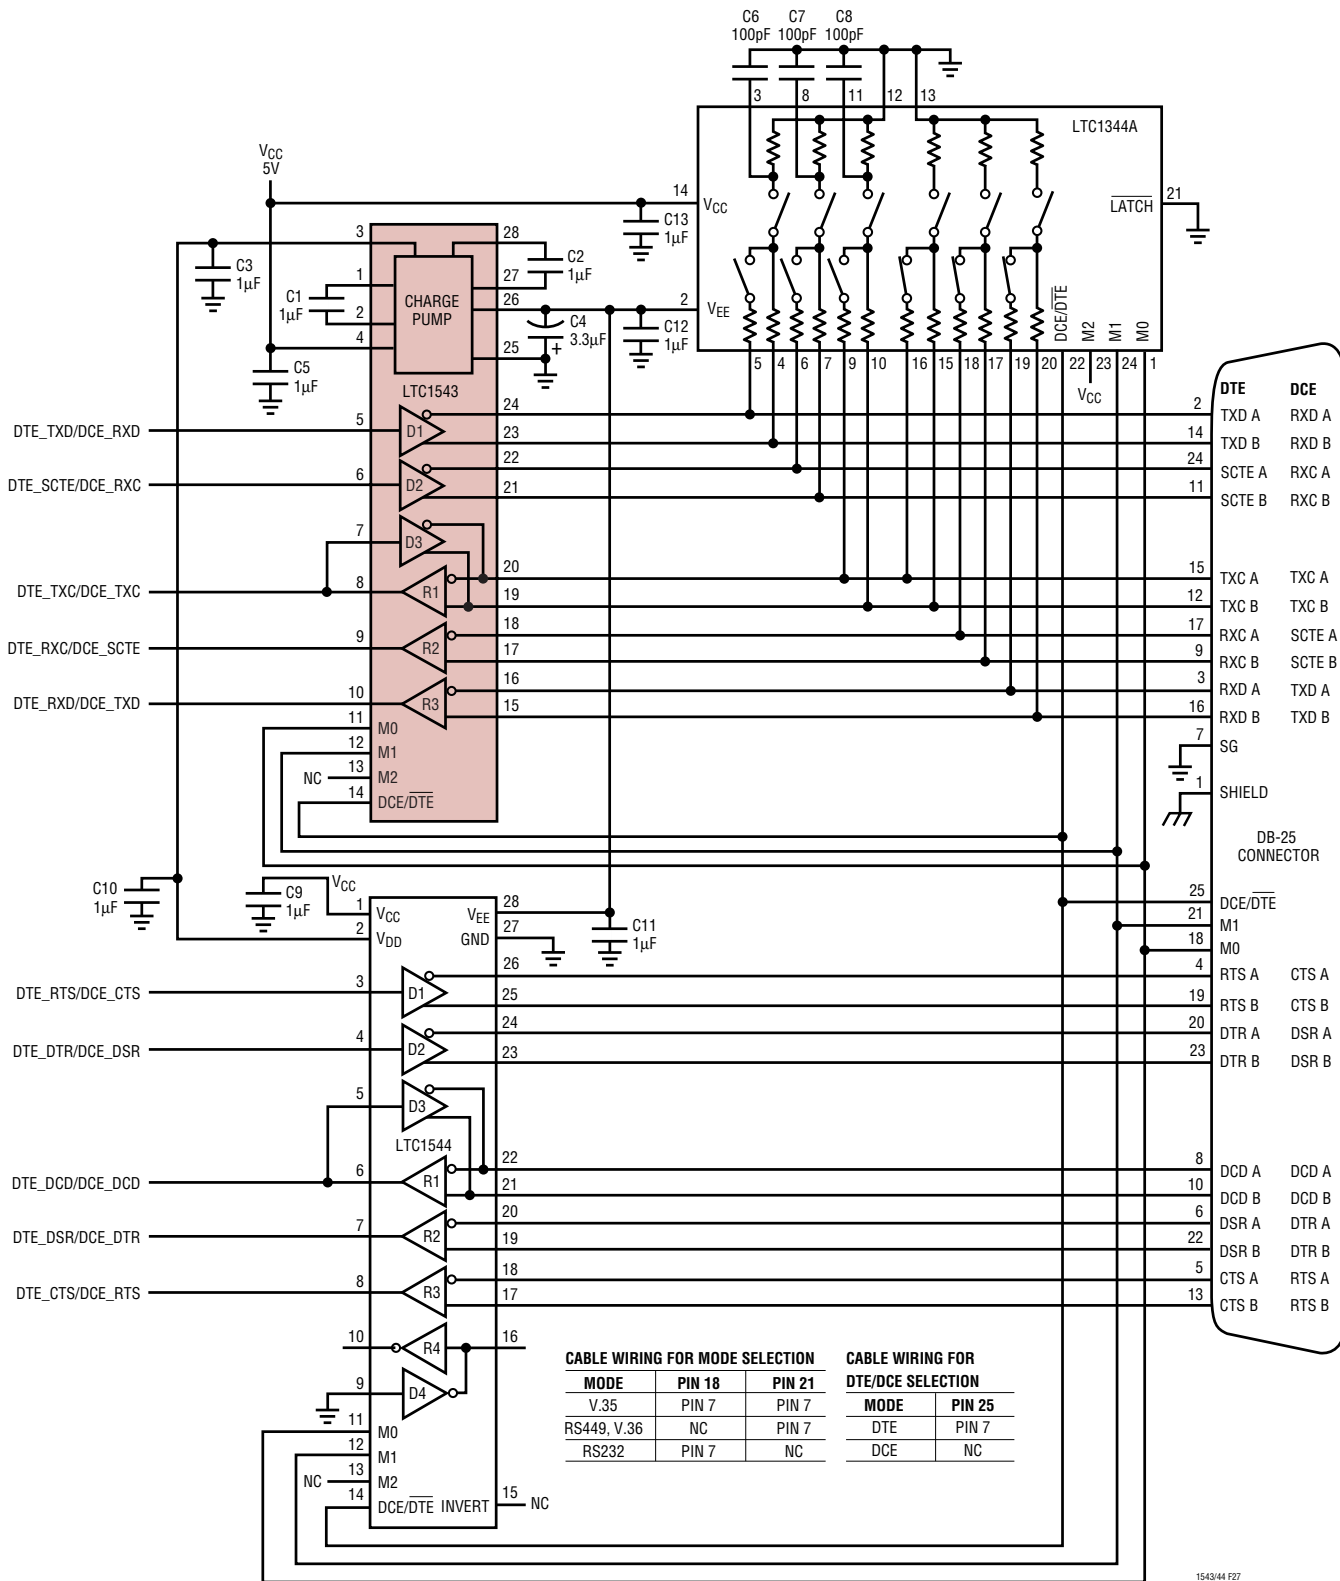 C6 C7 C8
100pF 100pF 100pF
3 8 11 12 13
LTC1344A
VCC
5V
14
VCC
LATCH
21
C13
1µF
3
28
C3
1µF
C2
1µF
1
27
C1
1µF
CHARGE
PUMP
26
2
VEE
2
C4
3.3µF
+
C12
1µF
4
25
C5
1µF
DCE/DTE
M2
M1
M0
5 4 6 7 9 10 16 15 18 17 19 20 22 23 24 1
VCC
LTC1543
DTE DCE
DTE_TXD/DCE_RXD 5 D1 24 2 TXD A RXD A
23 14 TXD B RXD B
DTE_SCTE/DCE_RXC 6 D2 22 24 SCTE A RXC A
21 11 SCTE B RXC B
7 D3
DTE_TXC/DCE_TXC 8 R1 20 15 TXC A TXC A
19 12 TXC B TXC B
DTE_RXC/DCE_SCTE 9 R2 18 17 RXC A SCTE A
17 9 RXC B SCTE B
DTE_RXD/DCE_TXD 10 R3 16 3 RXD A TXD A
15 16 RXD B TXD B
11 M0
7 SG
12 M1
NC 13 M2
1 SHIELD
14 DCE/DTE
DB-25
CONNECTOR
C10
1µF
C9
1µF
VCC
1 VCC VEE 28
2 VDD GND 27
C11
1µF
25 DCE/DTE
21 M1
18 M0
DTE_RTS/DCE_CTS 3 D1 26 4 RTS A CTS A
25 19 RTS B CTS B
DTE_DTR/DCE_DSR 4 D2 24 20 DTR A DSR A
23 23 DTR B DSR B
5 D3
LTC1544
DTE_DCD/DCE_DCD 6 R1 22 8 DCD A DCD A
21 10 DCD B DCD B
DTE_DSR/DCE_DTR 7 R2 20 6 DSR A DTR A
19 22 DSR B DTR B
DTE_CTS/DCE_RTS 8 R3 18 5 CTS A RTS A
17 13 CTS B RTS B
10 R4 16
9 D4
11 M0
12 M1
NC 13 M2
14 DCE/DTE INVERT 15 NC
CABLE WIRING FOR MODE SELECTION
MODE PIN 18 PIN 21
V.35 PIN 7 PIN 7
RS449, V.36 NC PIN 7
RS232 PIN 7 NC
CABLE WIRING FOR
DTE/DCE SELECTION
MODE PIN 25
DTE PIN 7
DCE NC
1543/44 F27